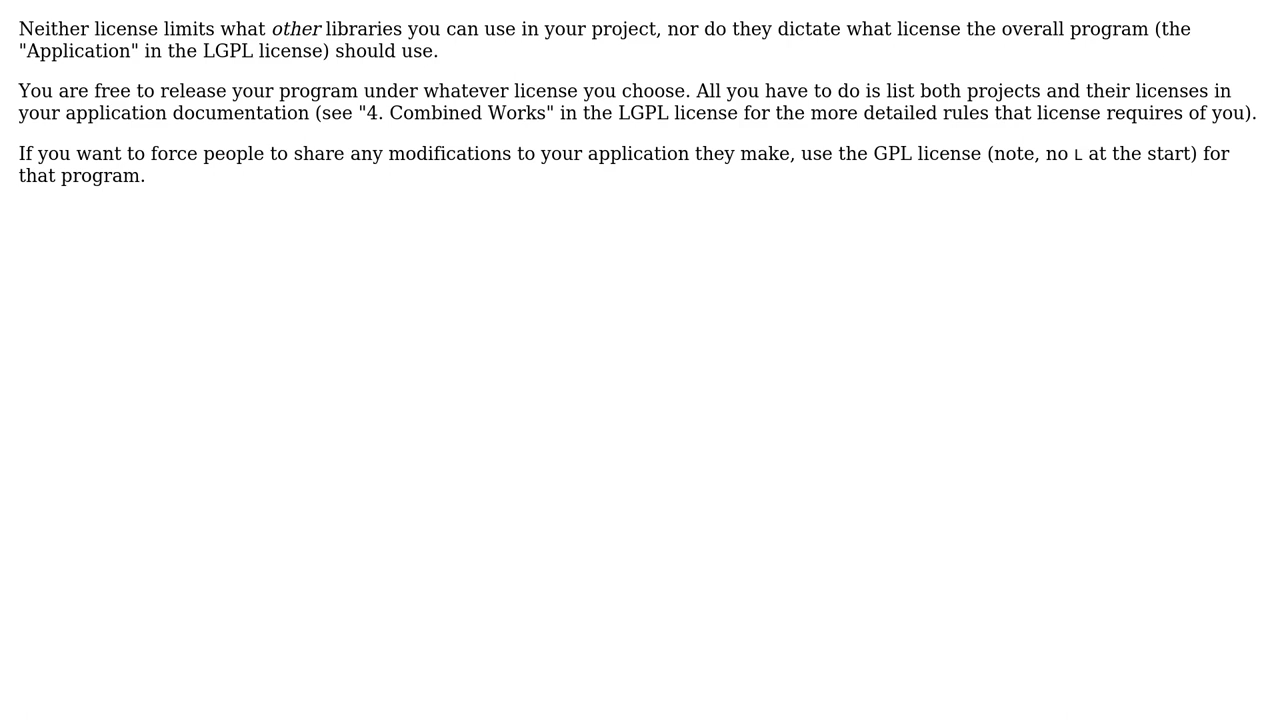 Neither license limits what other libraries you can use in your project, nor do they dictate what license the overall program (the
"Application" in the LGPL license) should use.
You are free to release your program under whatever license you choose. All you have to do is list both projects and their licenses in
your application documentation (see "4. Combined Works" in the LGPL license for the more detailed rules that license requires of you).
If you want to force people to share any modifications to your application they make, use the GPL license (note, no L at the start) for
that program.